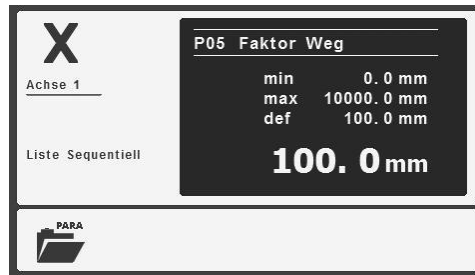 X
Achse 1
Liste Sequentiell
P05 Faktor Weg
min 0.0 mm
max 10000.0 mm
def 100.0 mm
100.0 mm
PARA